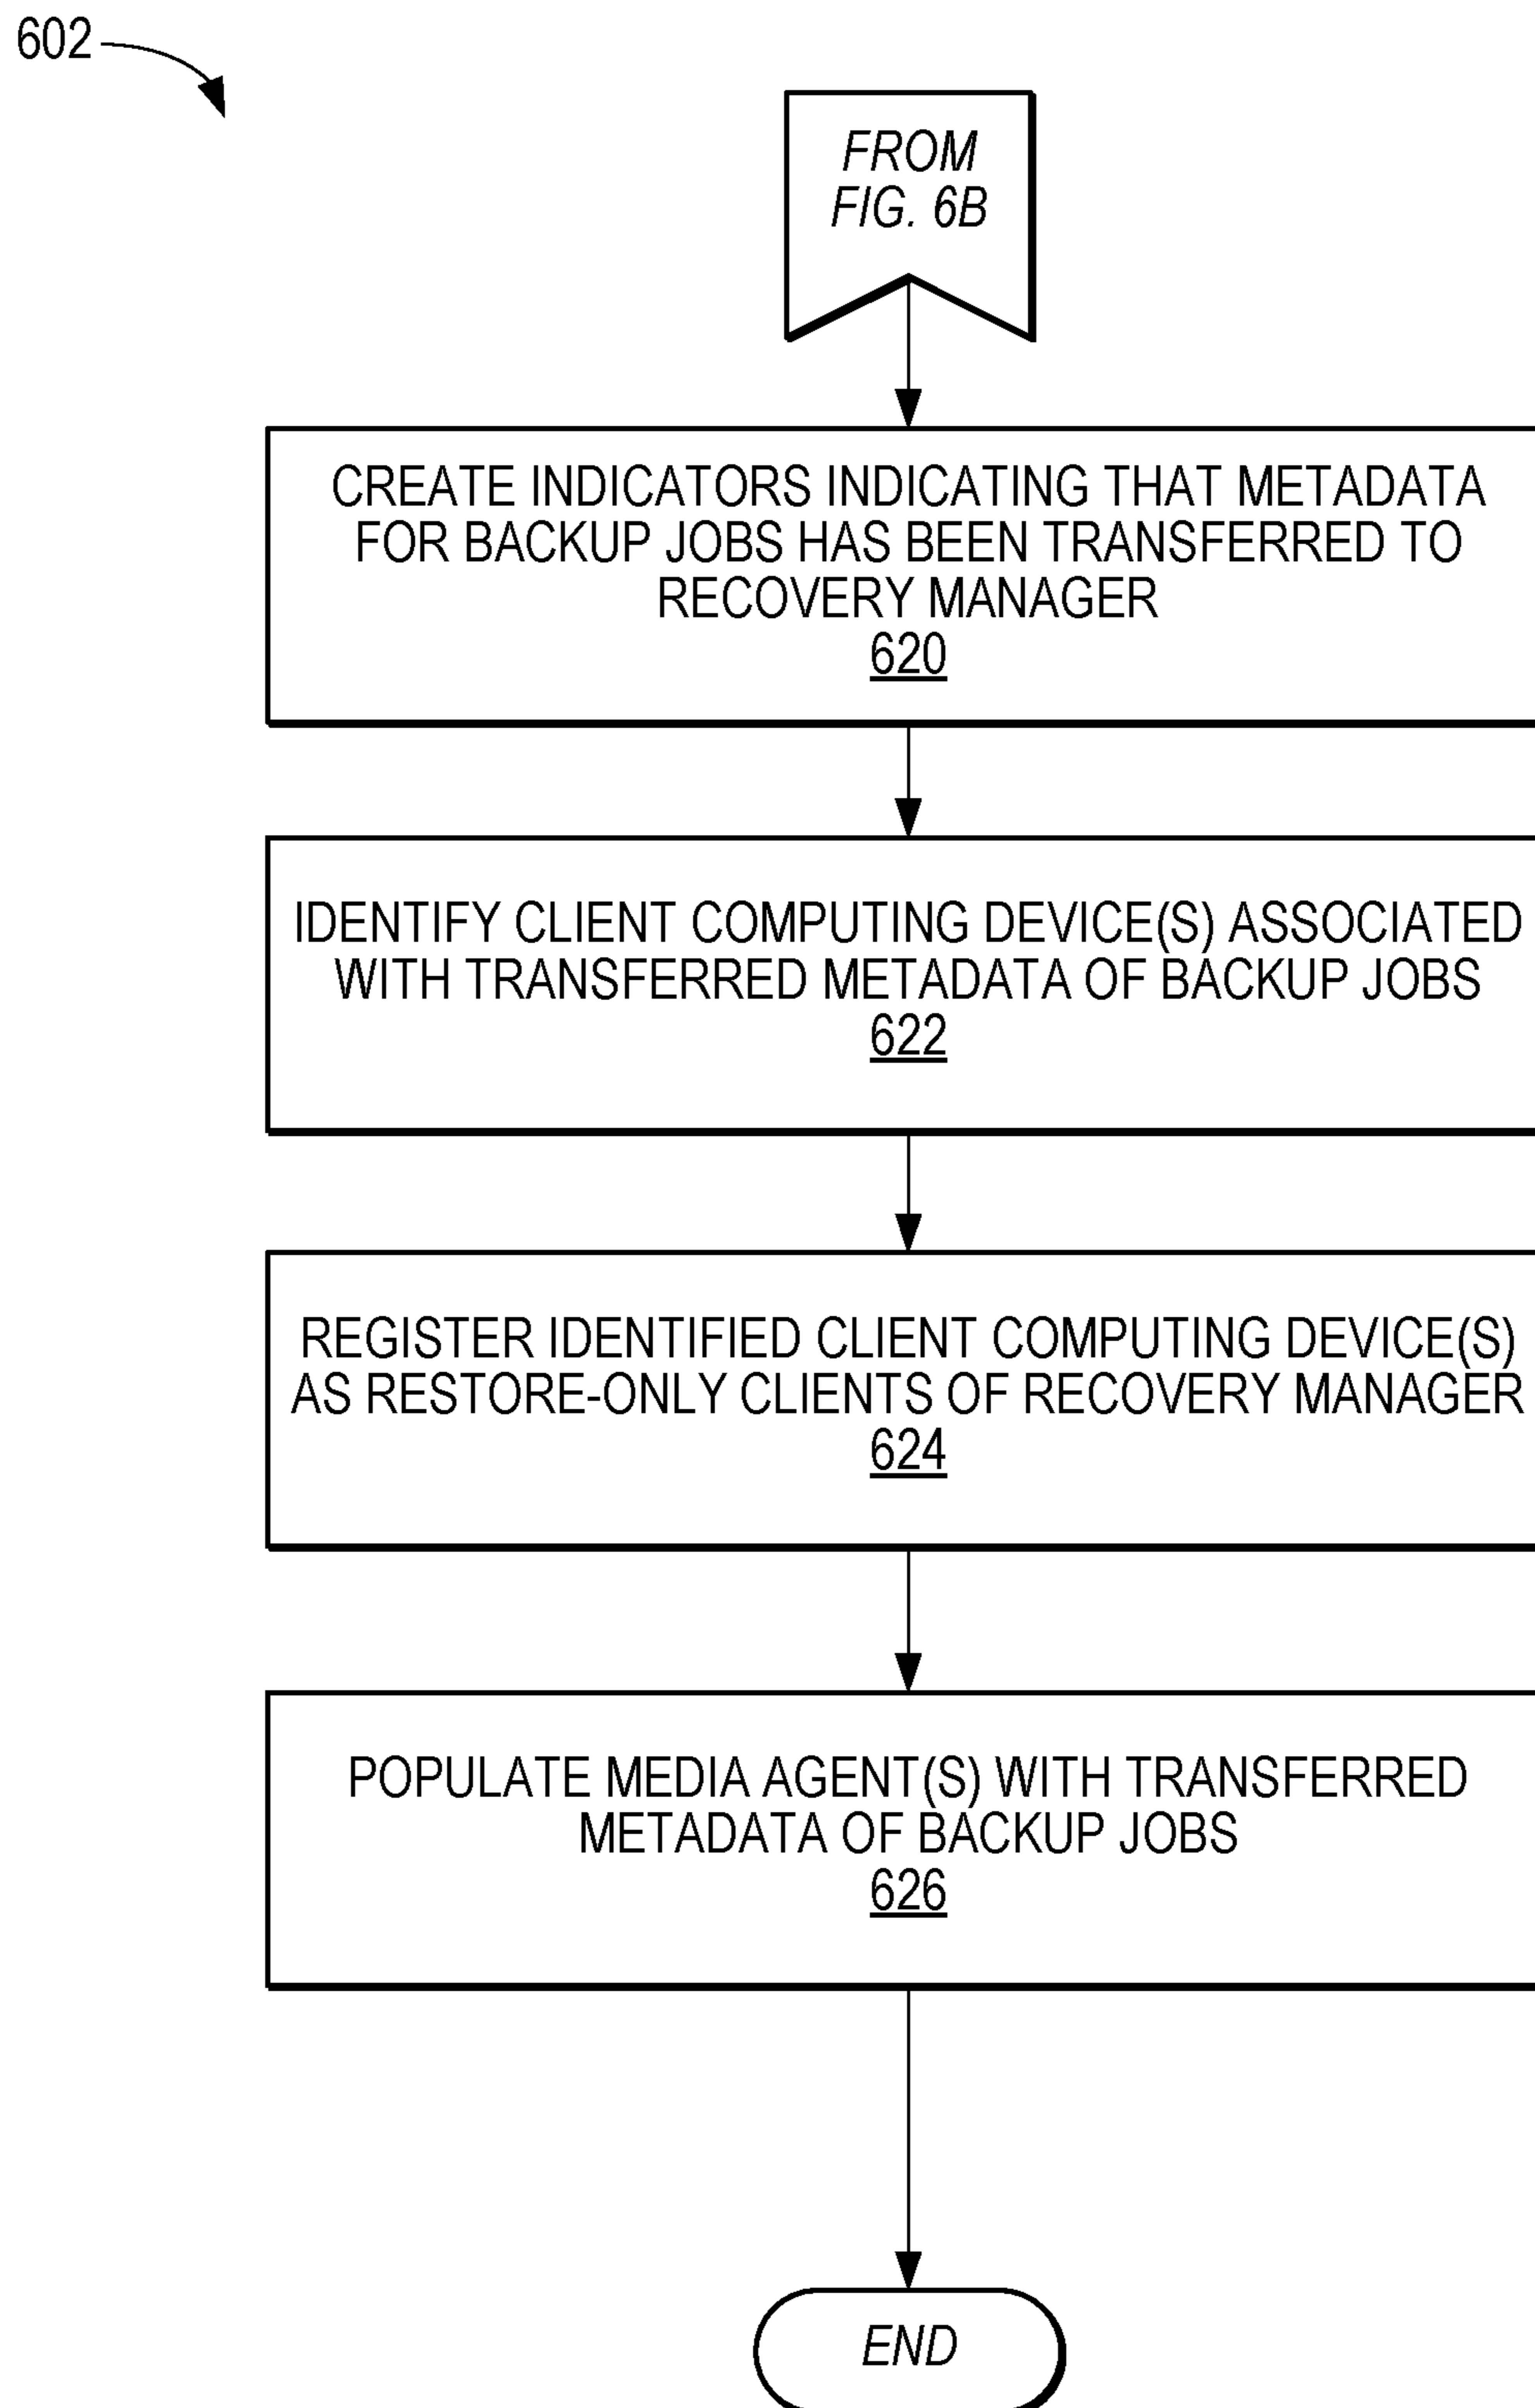 602
FROM
FIG. 6B
CREATE INDICATORS INDICATING THAT METADATA
FOR BACKUP JOBS HAS BEEN TRANSFERRED TO
RECOVERY MANAGER
620
IDENTIFY CLIENT COMPUTING DEVICE(S) ASSOCIATED
WITH TRANSFERRED METADATA OF BACKUP JOBS
622
REGISTER IDENTIFIED CLIENT COMPUTING DEVICE(S)
AS RESTORE-ONLY CLIENTS OF RECOVERY MANAGER
624
POPULATE MEDIA AGENT(S) WITH TRANSFERRED
METADATA OF BACKUP JOBS
626
END